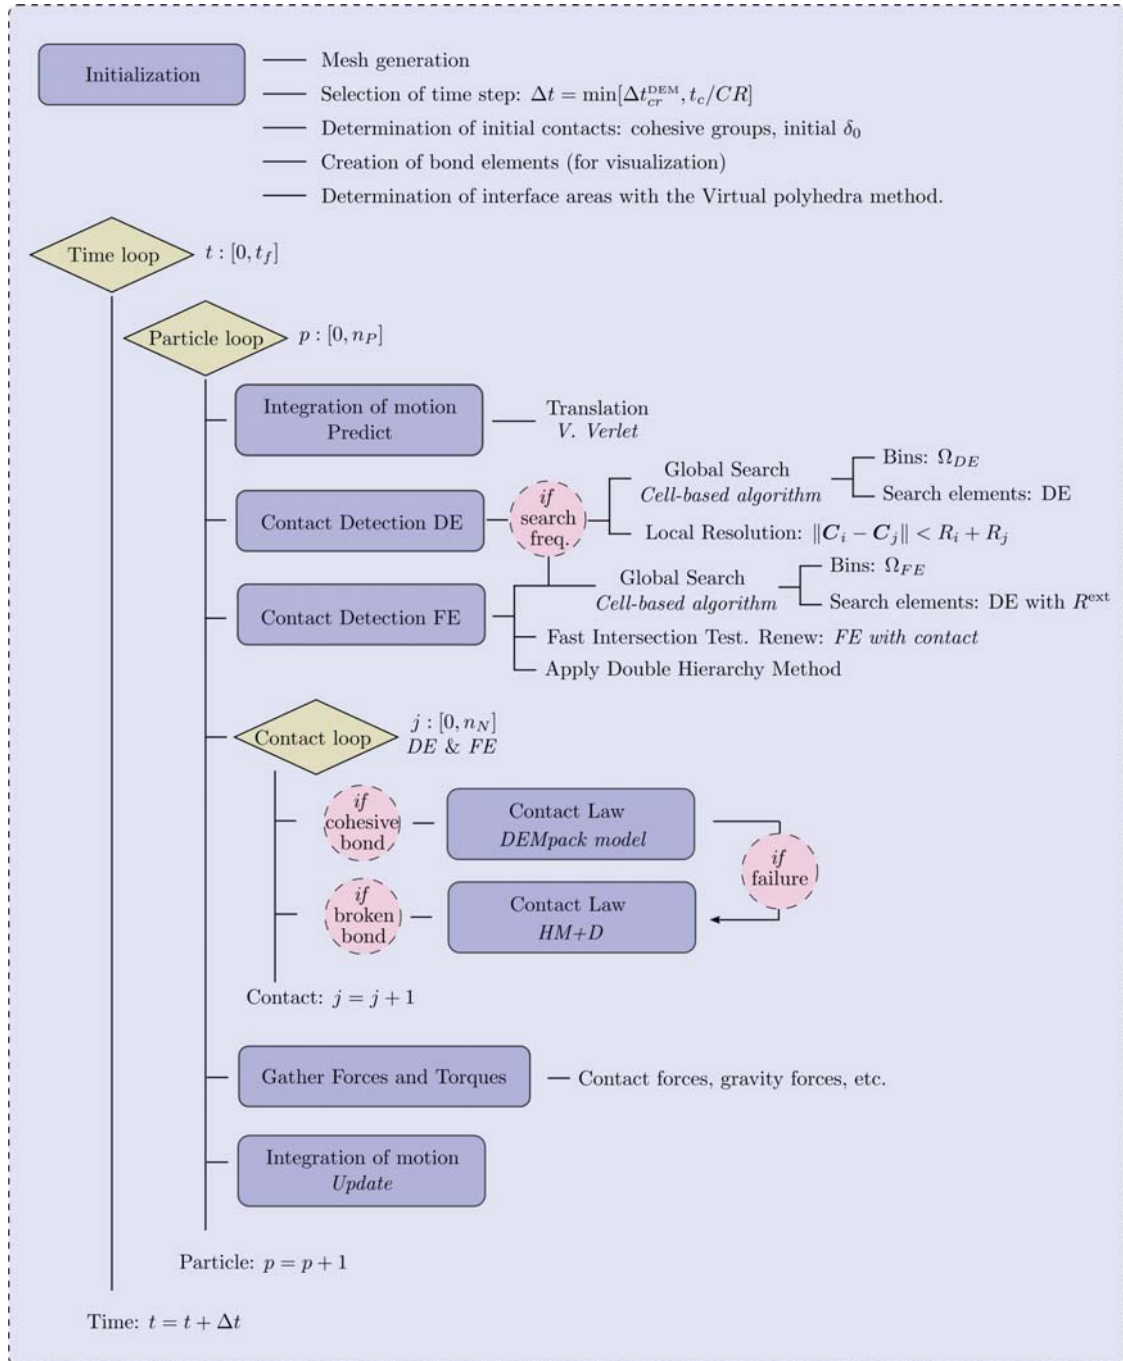 Initialization
Mesh generation
Selection of time step: Δt = min[Δt_cr^DEM, t_c/CR]
Determination of initial contacts: cohesive groups, initial δ₀
Creation of bond elements (for visualization)
Determination of interface areas with the Virtual polyhedra method.
Time loop
t : [0, t_f]
Particle loop
p : [0, n_P]
Integration of motion
Predict
Translation
V. Verlet
Contact Detection DE
if
search
freq.
Global Search
Cell-based algorithm
Bins: Ω_DE
Search elements: DE
Local Resolution: ‖C_i − C_j‖ < R_i + R_j
Contact Detection FE
Global Search
Cell-based algorithm
Bins: Ω_FE
Search elements: DE with R^ext
Fast Intersection Test. Renew: FE with contact
Apply Double Hierarchy Method
Contact loop
j : [0, n_N]
DE & FE
if
cohesive
bond
Contact Law
DEMpack model
if
failure
if
broken
bond
Contact Law
HM+D
Contact: j = j + 1
Gather Forces and Torques
Contact forces, gravity forces, etc.
Integration of motion
Update
Particle: p = p + 1
Time: t = t + Δt